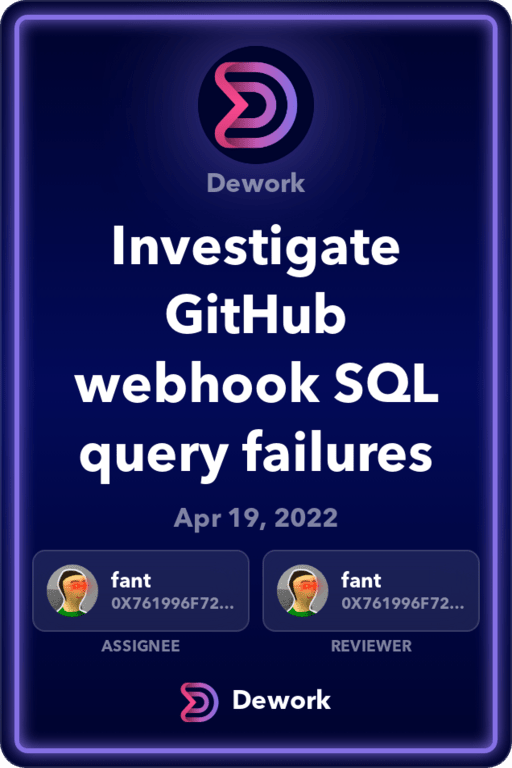 Dework
Investigate
GitHub
webhook SQL
query failures
Apr 19, 2022
fant
0X761996F72...
ASSIGNEE
fant
0X761996F72...
REVIEWER
Dework